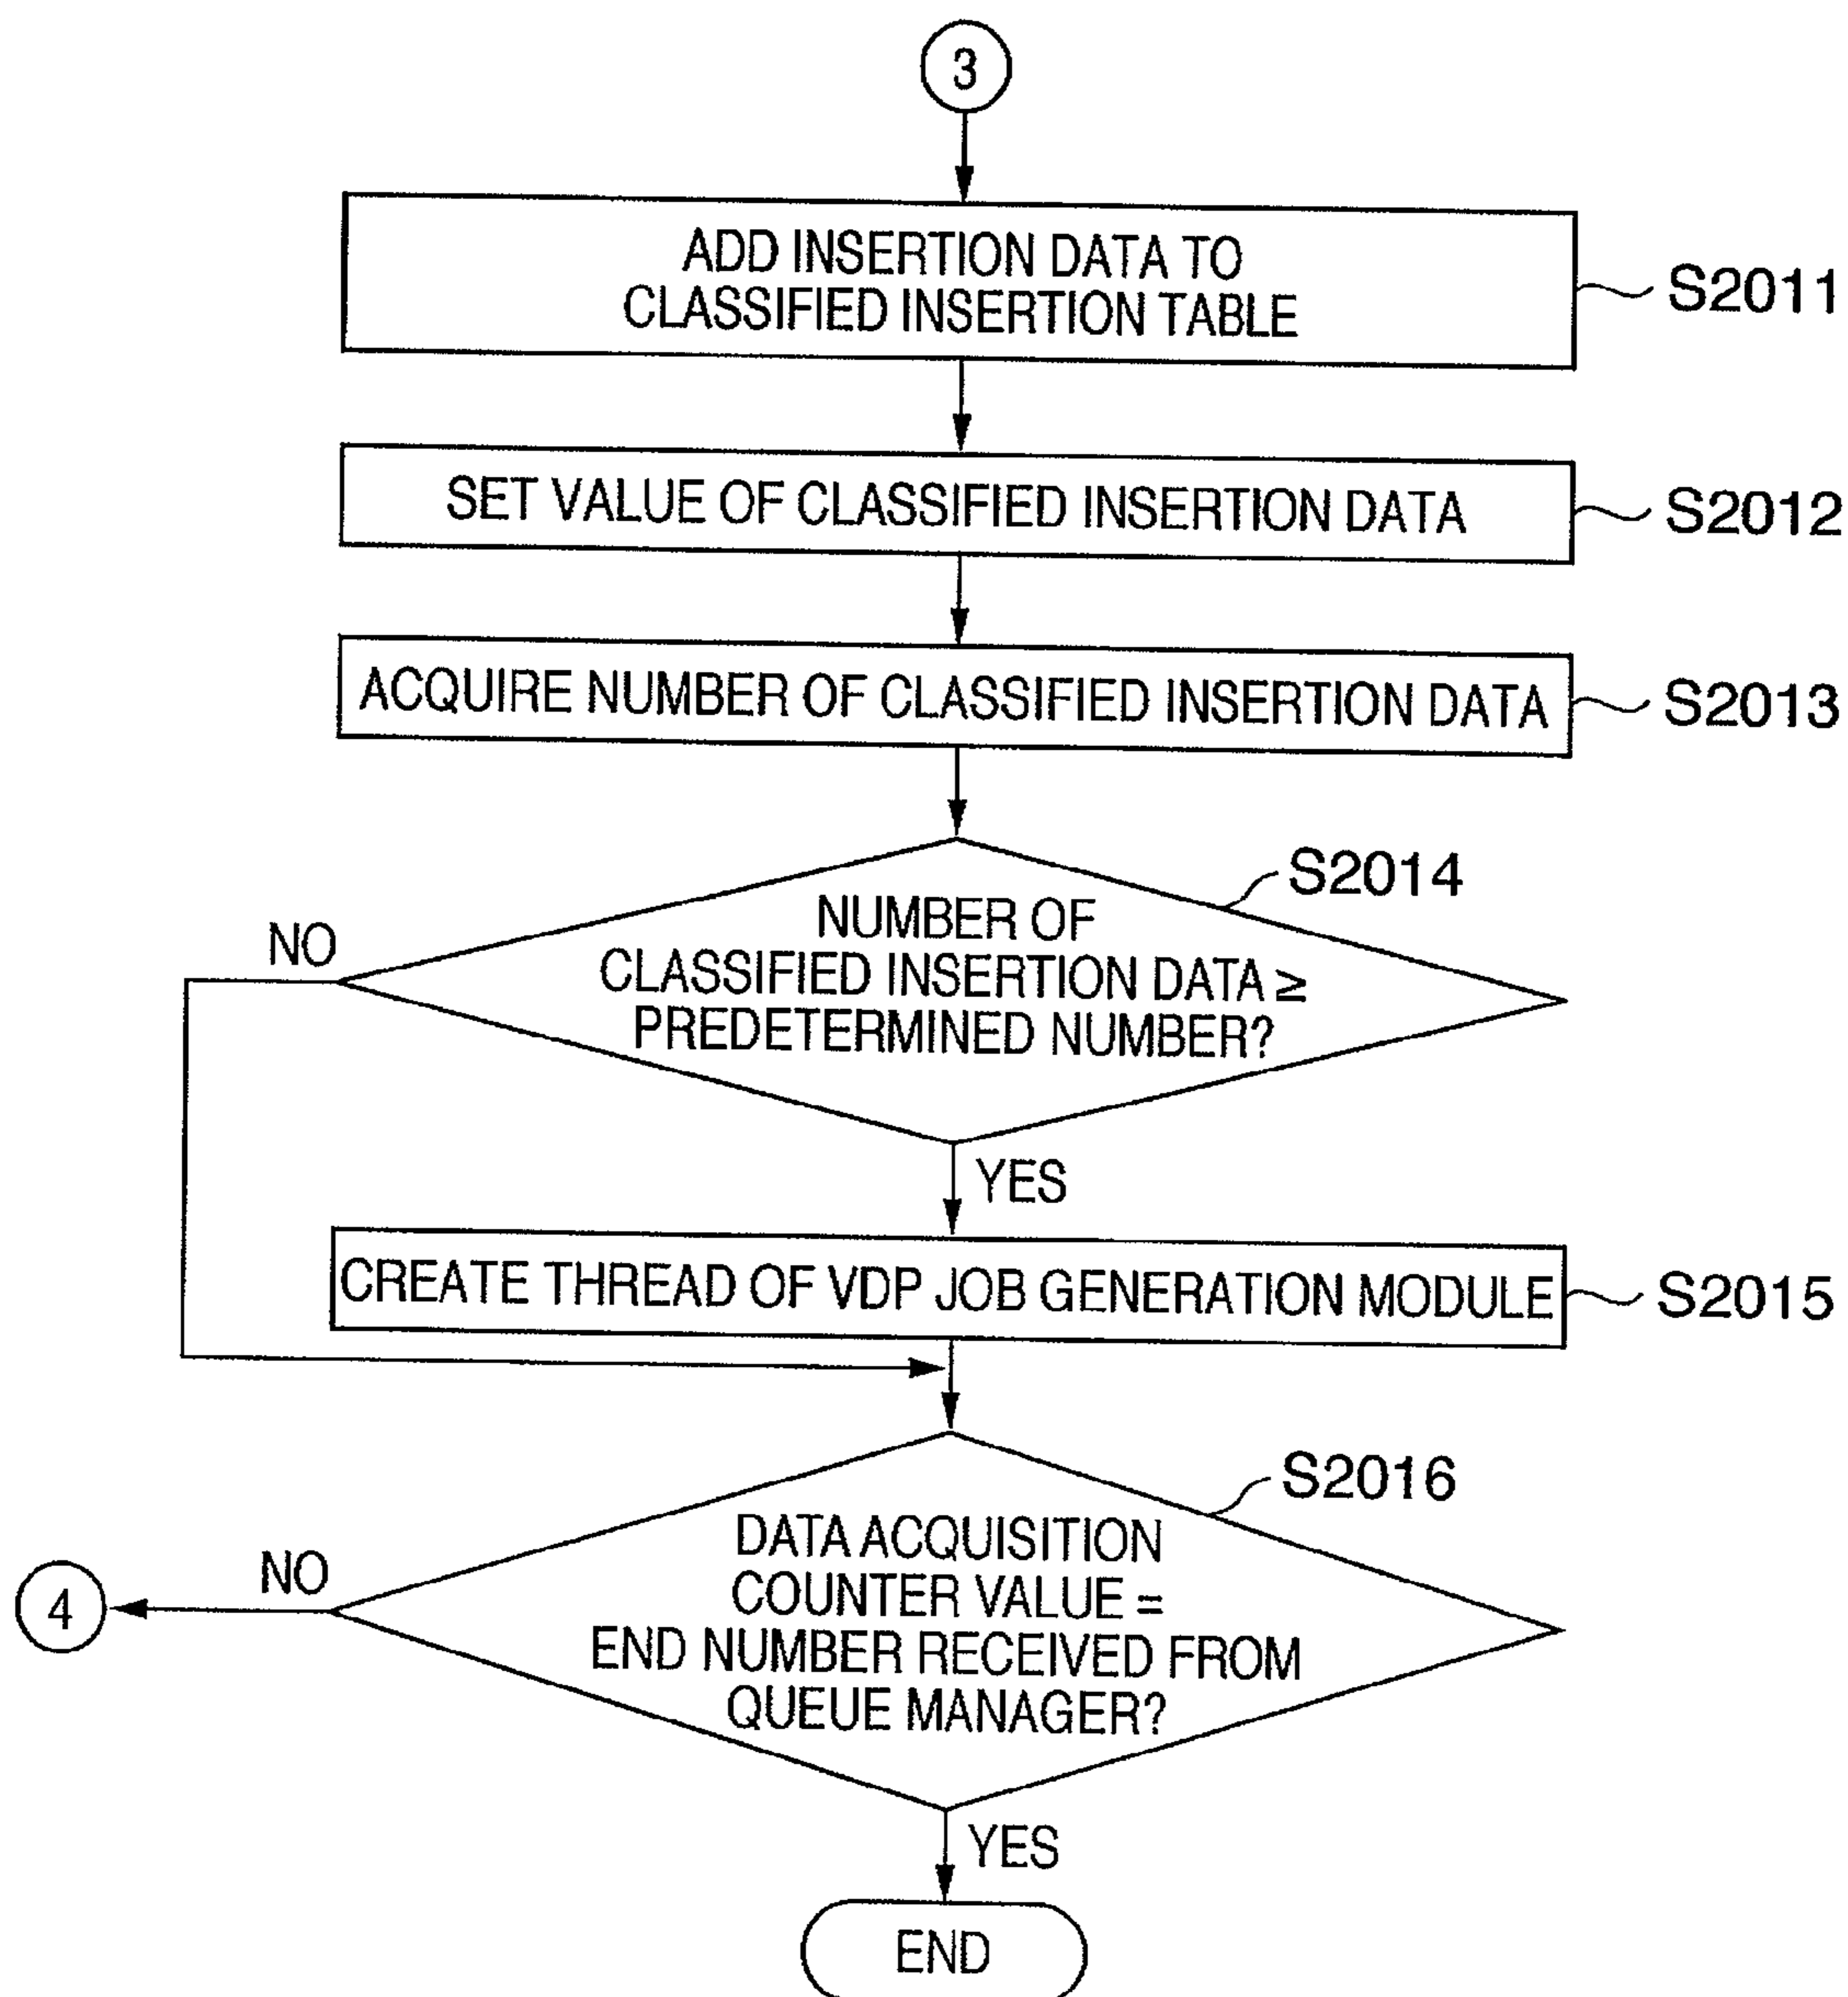 3
ADD INSERTION DATA TO
CLASSIFIED INSERTION TABLE
S2011
SET VALUE OF CLASSIFIED INSERTION DATA
S2012
ACQUIRE NUMBER OF CLASSIFIED INSERTION DATA
S2013
S2014
NUMBER OF
CLASSIFIED INSERTION DATA ≥
PREDETERMINED NUMBER?
NO
YES
CREATE THREAD OF VDP JOB GENERATION MODULE
S2015
S2016
DATA ACQUISITION
COUNTER VALUE =
END NUMBER RECEIVED FROM
QUEUE MANAGER?
NO
4
YES
END